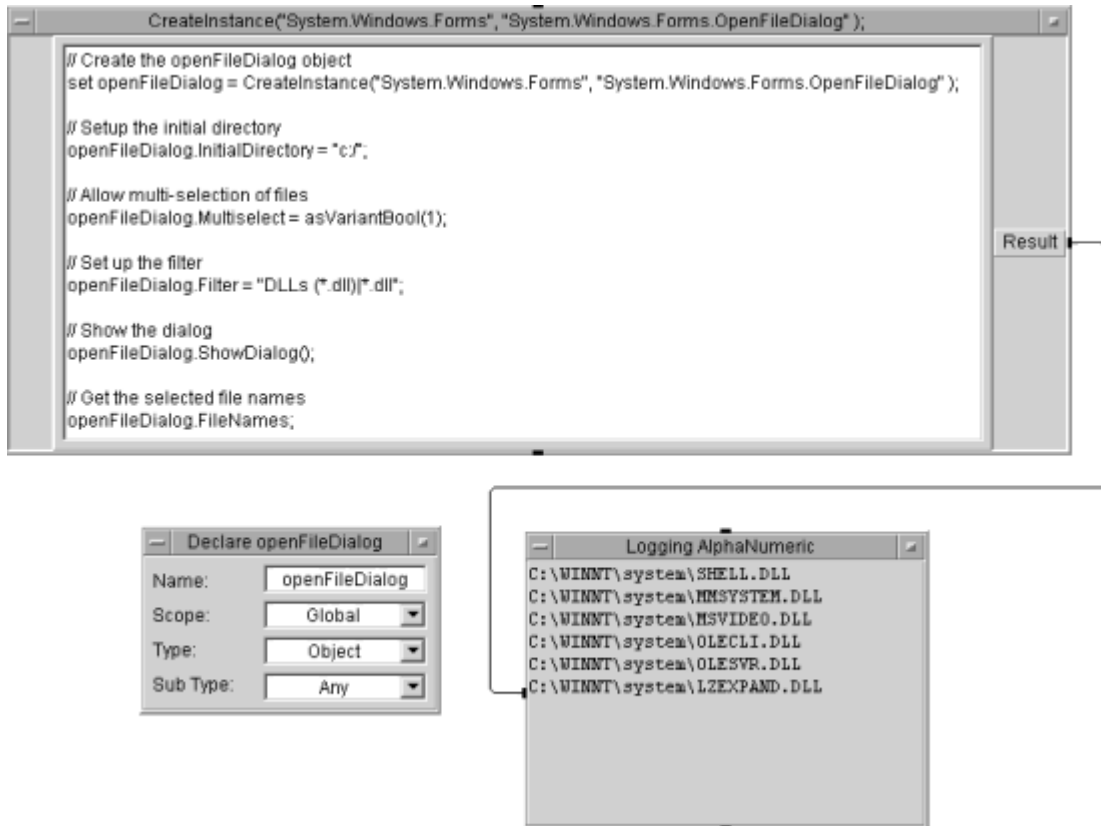 CreateInstance("System.Windows.Forms", "System.Windows.Forms.OpenFileDialog" );
// Create the openFileDialog object
set openFileDialog = CreateInstance("System.Windows.Forms", "System.Windows.Forms.OpenFileDialog" );
// Setup the initial directory
openFileDialog.InitialDirectory = "c:/";
// Allow multi-selection of files
openFileDialog.Multiselect = asVariantBool(1);
// Set up the filter
openFileDialog.Filter = "DLLs (*.dll)|*.dll";
// Show the dialog
openFileDialog.ShowDialog();
// Get the selected file names
openFileDialog.FileNames;
Result
Declare openFileDialog
Name: openFileDialog
Scope: Global
Type: Object
Sub Type: Any
Logging AlphaNumeric
C:\WINNT\system\SHELL.DLL
C:\WINNT\system\MMSYSTEM.DLL
C:\WINNT\system\MSVIDEO.DLL
C:\WINNT\system\OLECLI.DLL
C:\WINNT\system\OLESVR.DLL
C:\WINNT\system\LZEXPAND.DLL